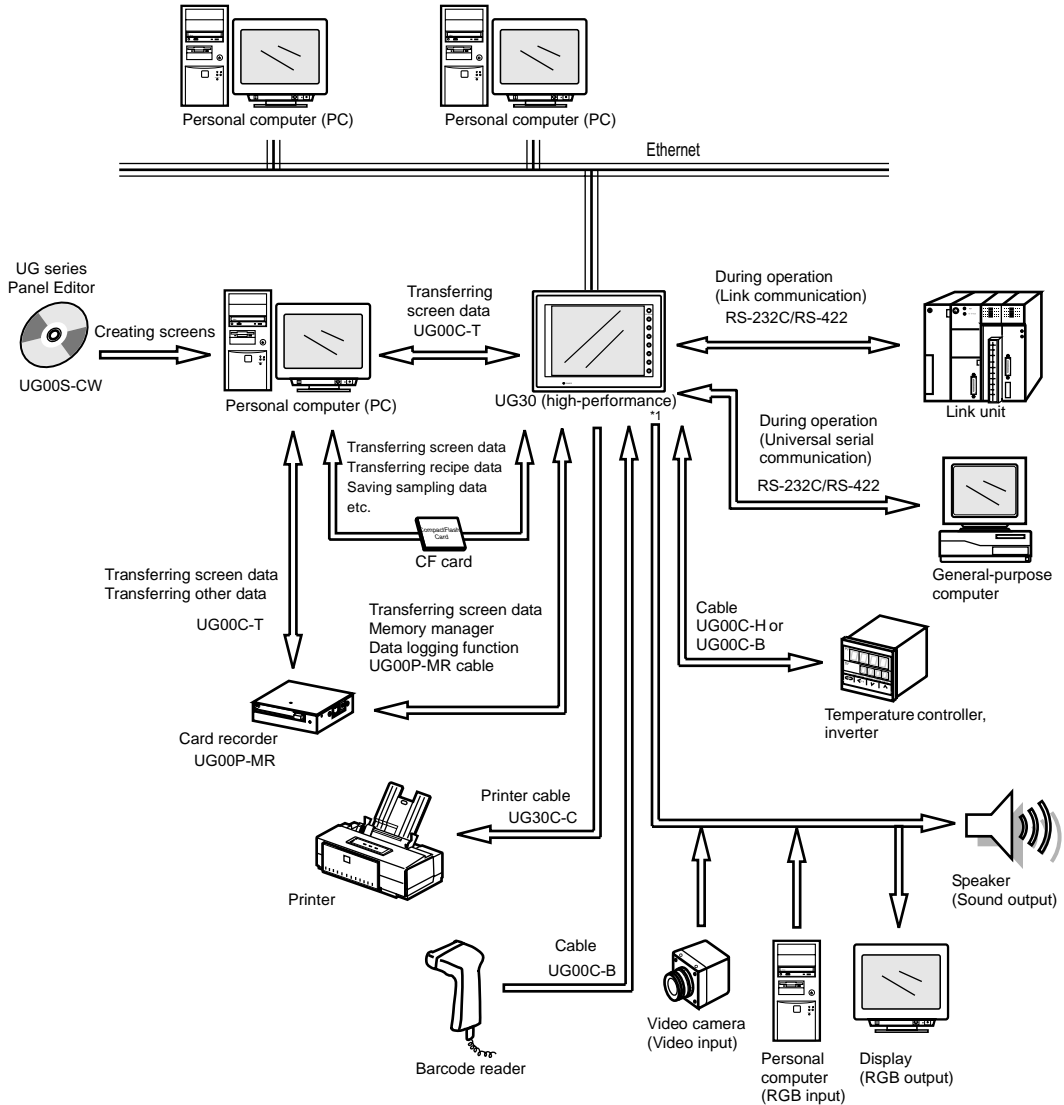 Personal computer (PC)
Personal computer (PC)
Ethernet
UG series
Panel Editor
UG00S-CW
Creating screens
Personal computer (PC)
Transferring
screen data
UG00C-T
UG30 (high-performance)
*1
During operation
(Link communication)
RS-232C/RS-422
Link unit
During operation
(Universal serial
communication)
RS-232C/RS-422
General-purpose
computer
Transferring screen data
Transferring recipe data
Saving sampling data
etc.
CompactFlash
Card
CF card
Transferring screen data
Transferring other data
UG00C-T
Transferring screen data
Memory manager
Data logging function
UG00P-MR cable
Card recorder
UG00P-MR
Cable
UG00C-H or
UG00C-B
Temperature controller,
inverter
Printer cable
UG30C-C
Printer
Speaker
(Sound output)
Cable
UG00C-B
Barcode reader
Video camera
(Video input)
Personal
computer
(RGB input)
Display
(RGB output)